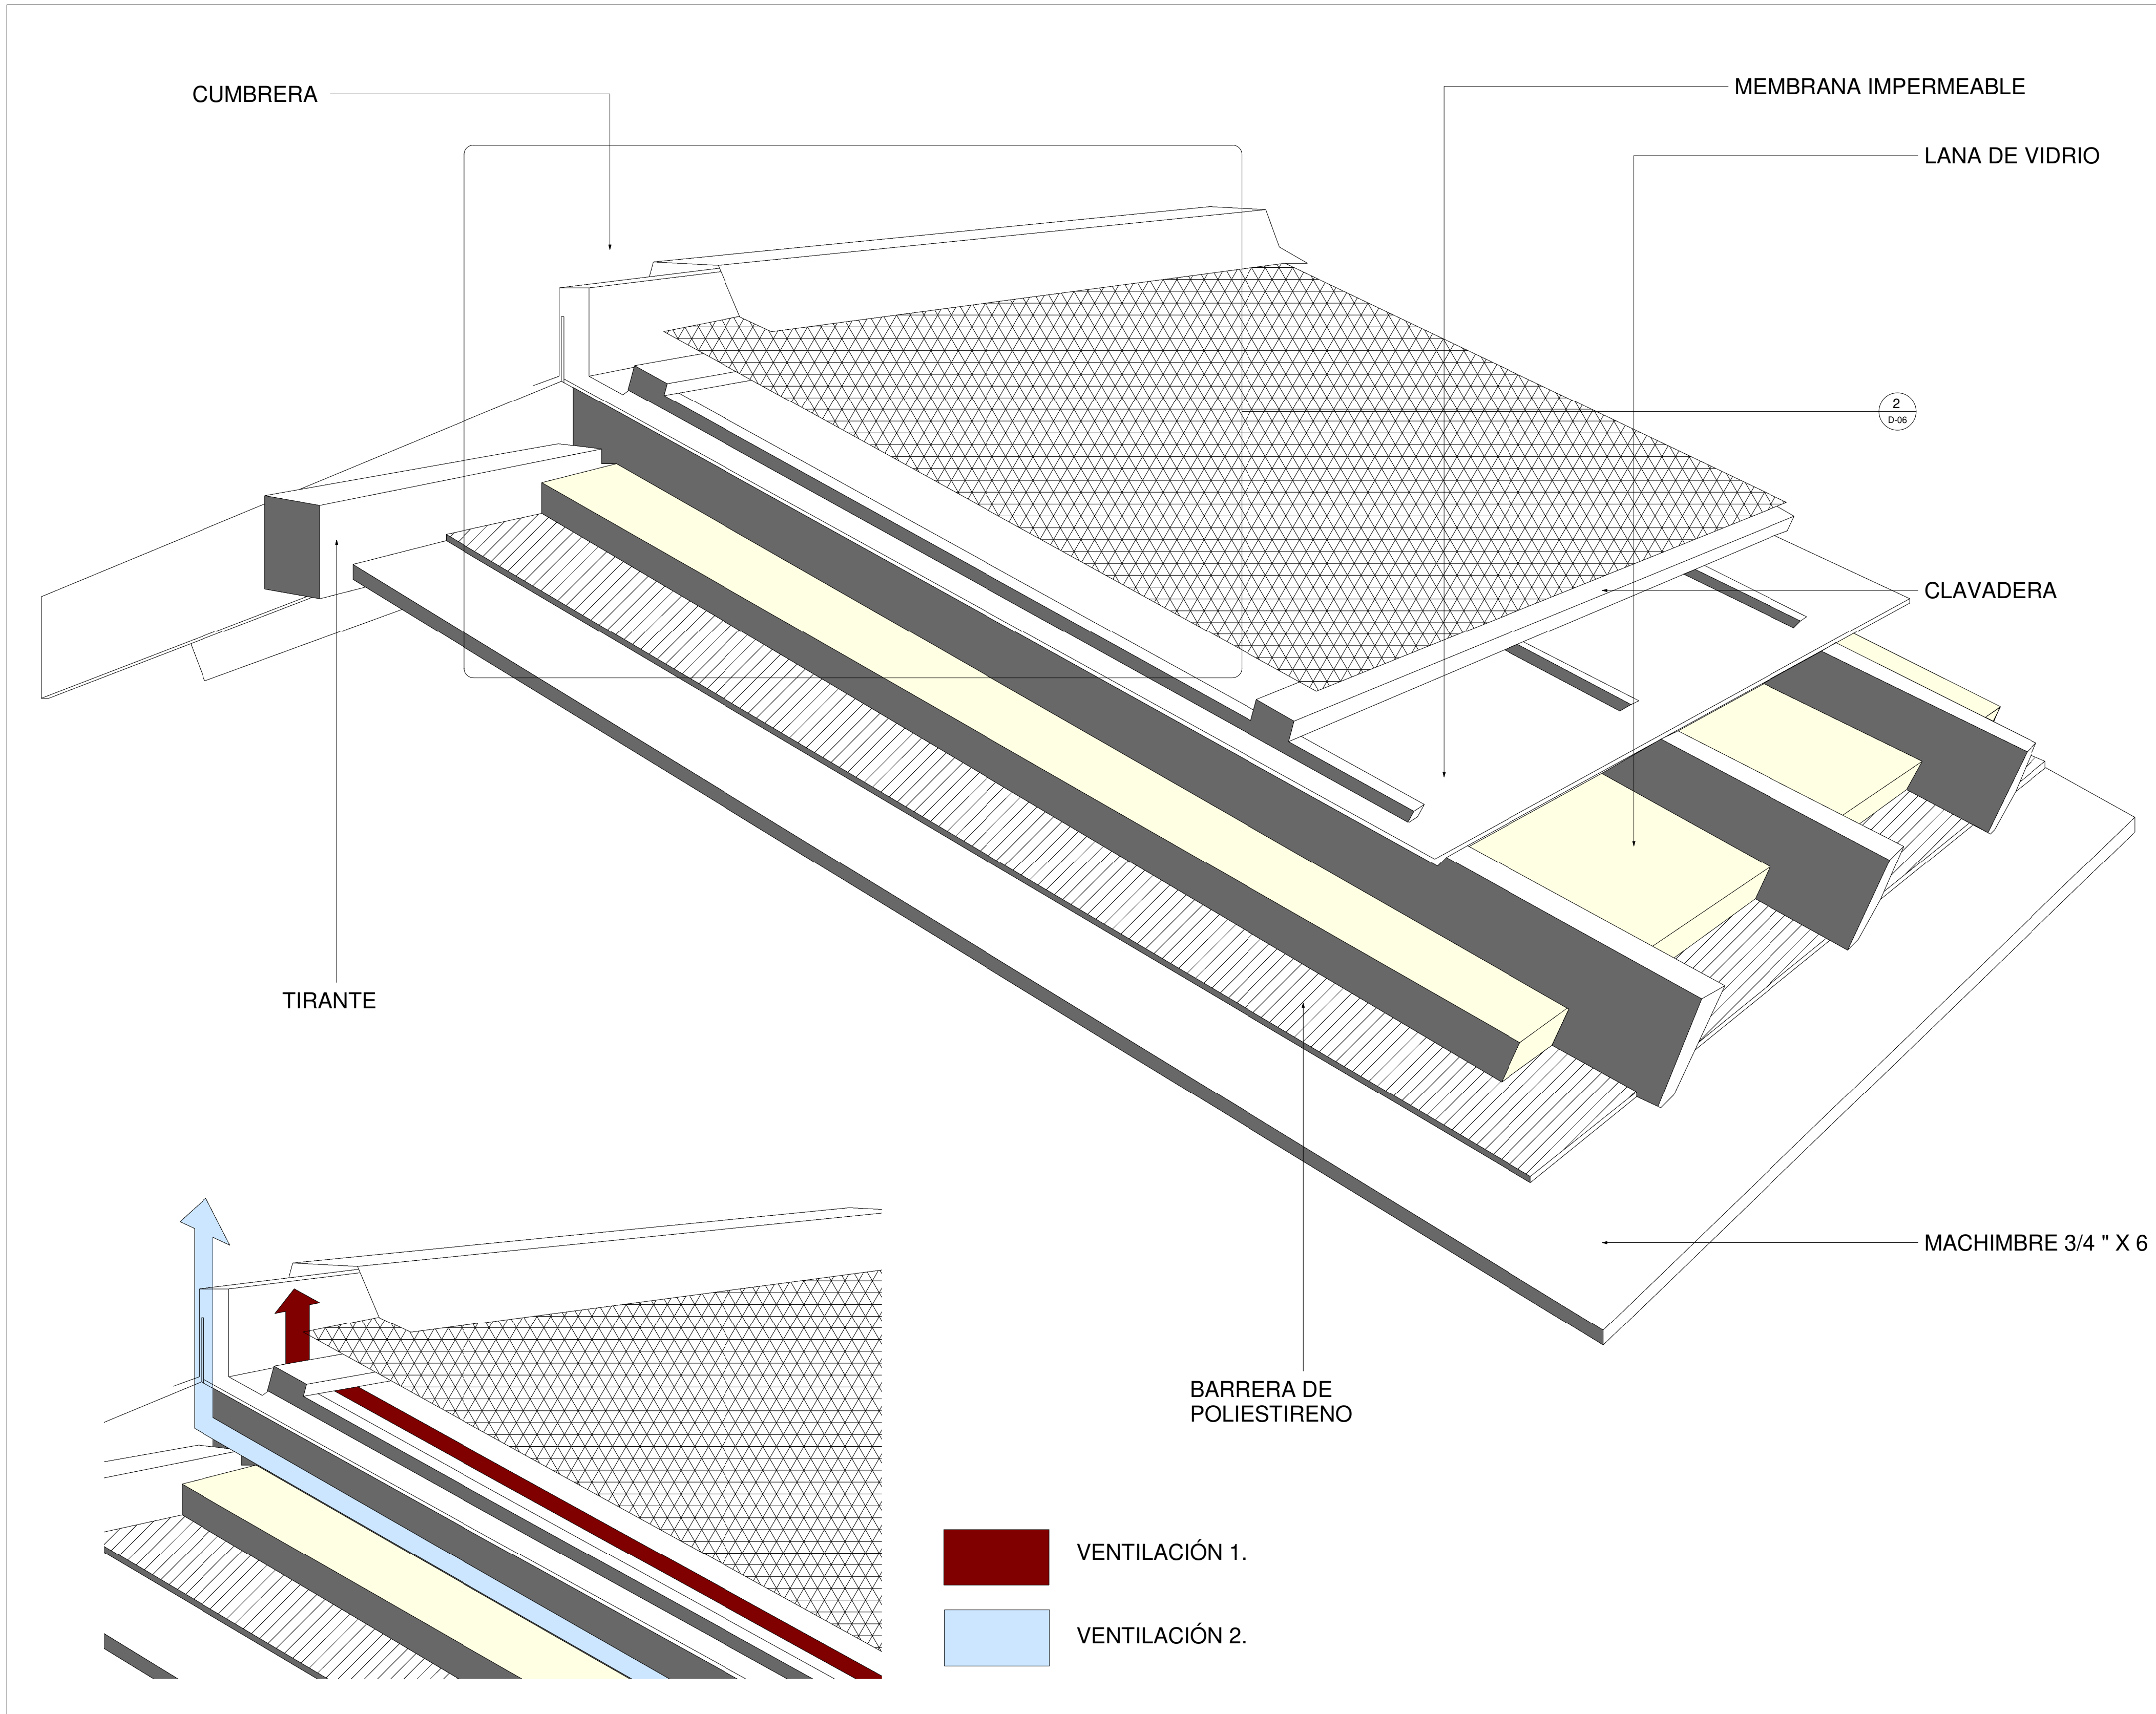 CUMBRERA
MEMBRANA IMPERMEABLE
LANA DE VIDRIO
2
D-06
CLAVADERA
TIRANTE
MACHIMBRE 3/4 " X 6
BARRERA DE
POLIESTIRENO
VENTILACIÓN 1.
VENTILACIÓN 2.